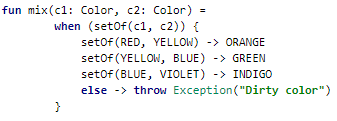 fun mix(c1: Color, c2: Color) =
        when (setOf(c1, c2)) {
            setOf(RED, YELLOW) -> ORANGE
            setOf(YELLOW, BLUE) -> GREEN
            setOf(BLUE, VIOLET) -> INDIGO
            else -> throw Exception("Dirty color")
        }